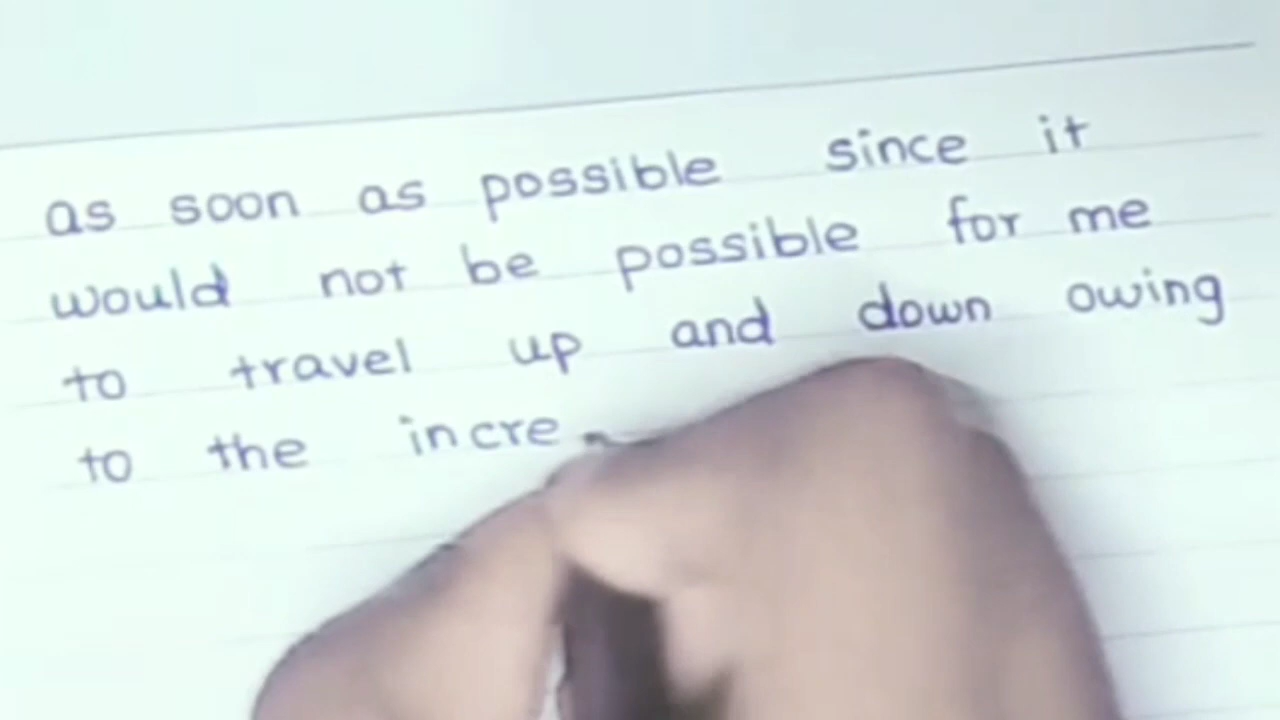 as soon as possible since it
would not be possible for me
to travel up and down owing
to the incre